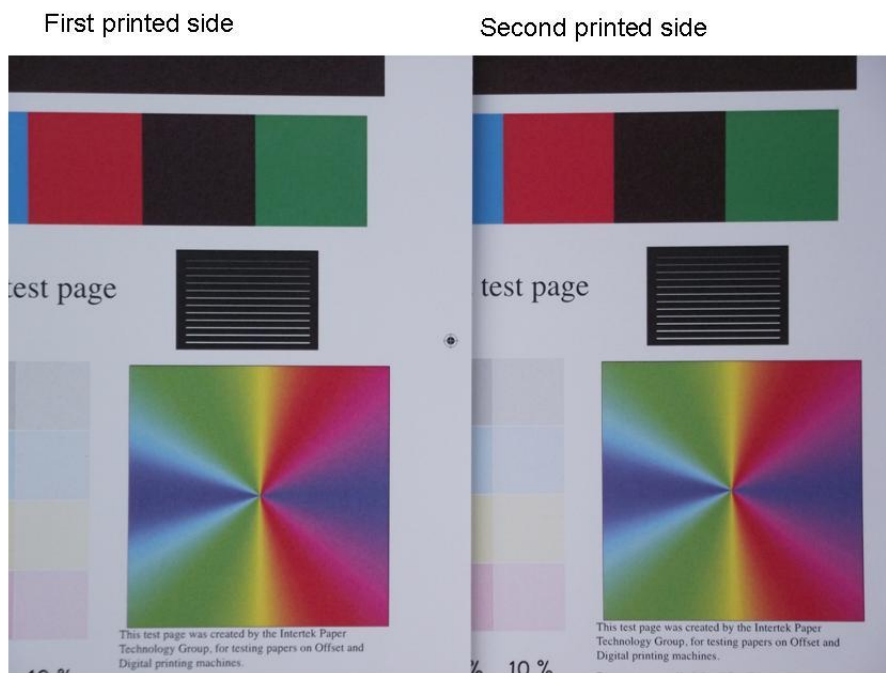 First printed side
Second printed side
test page
test page
This test page was created by the Intertek Paper
Technology Group, for testing papers on Offset and
Digital printing machines.
This test page was created by the Intertek Paper
Technology Group, for testing papers on Offset and
Digital printing machines.
10 %
% 10 %